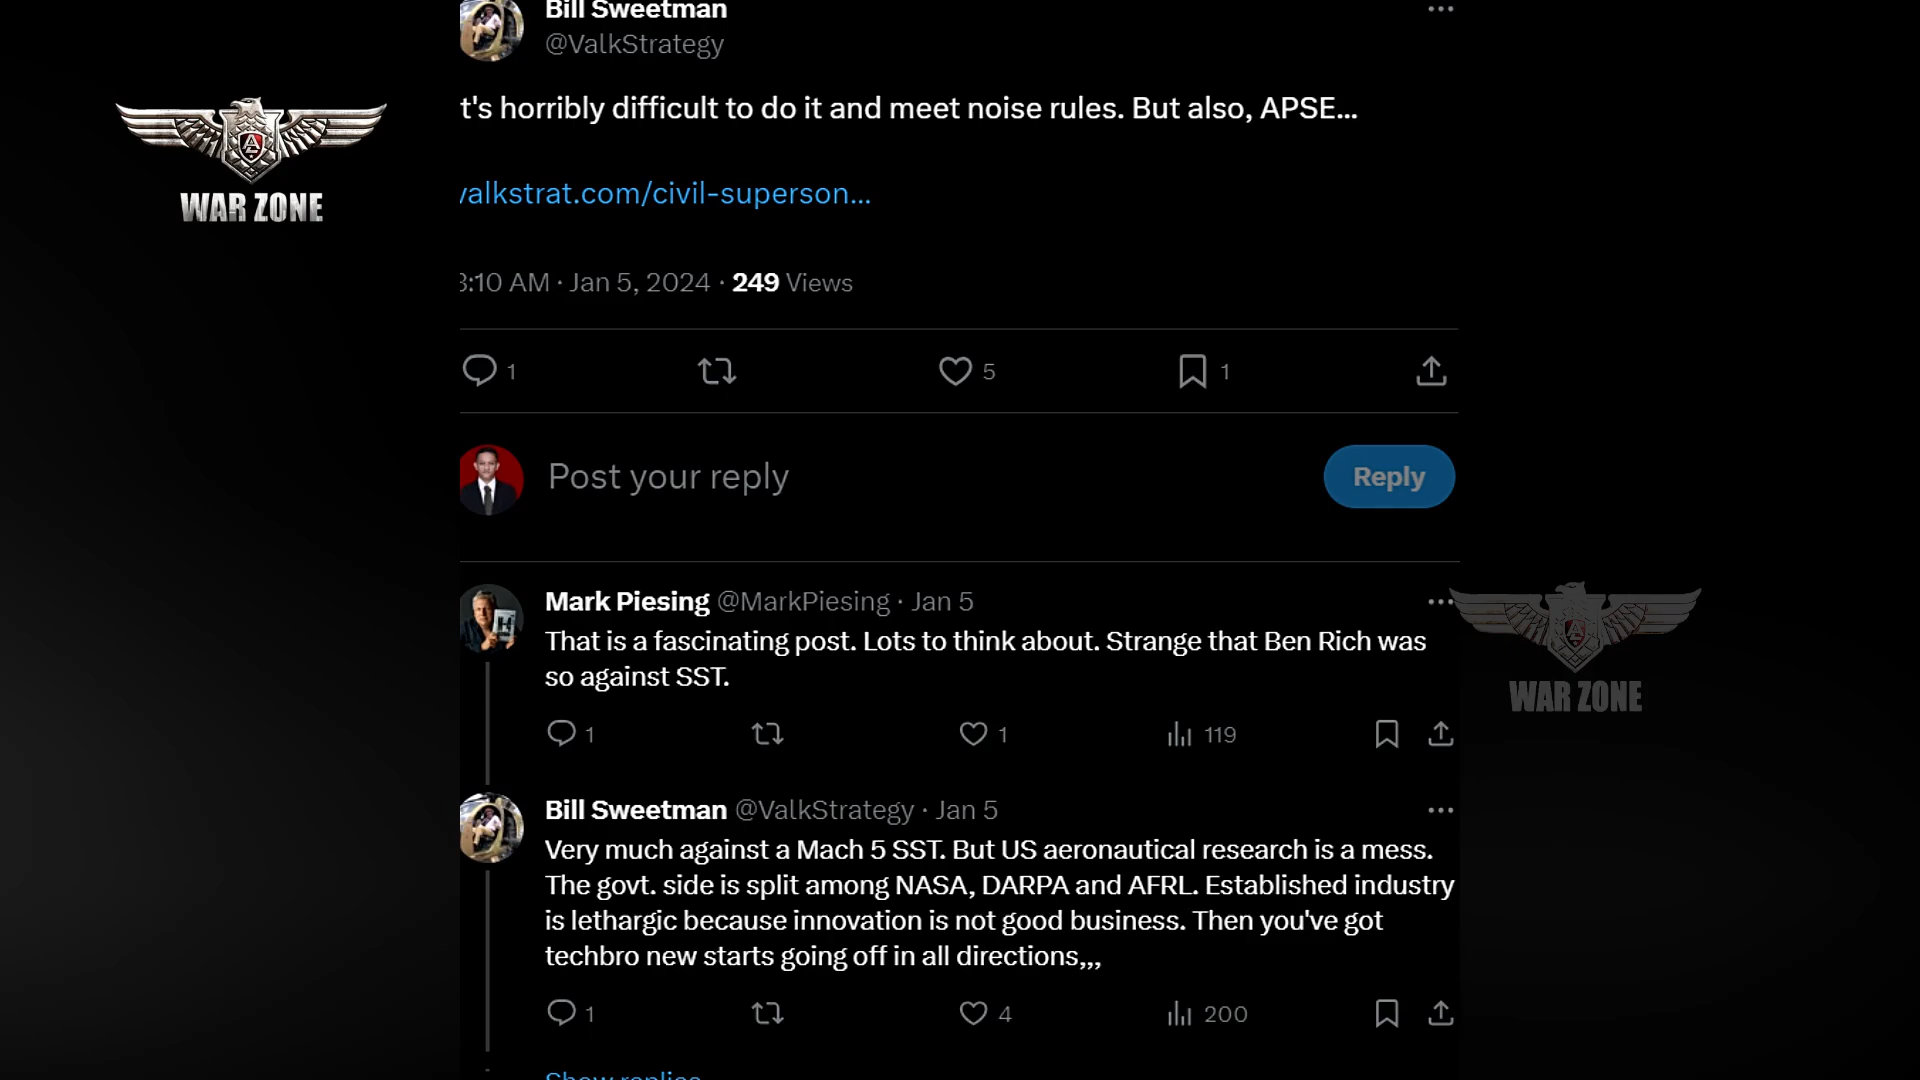 Bill Sweetman
@ValkStrategy
WAR ZONE
t's horribly difficult to do it and meet noise rules. But also, APSE...
valkstrat.com/civil-superson...
3:10 AM · Jan 5, 2024 · 249 Views
1 5 1
Post your reply
Reply
Mark Piesing @MarkPiesing · Jan 5
That is a fascinating post. Lots to think about. Strange that Ben Rich was
so against SST.
WAR ZONE
1 1 119
Bill Sweetman @ValkStrategy · Jan 5
Very much against a Mach 5 SST. But US aeronautical research is a mess.
The govt. side is split among NASA, DARPA and AFRL. Established industry
is lethargic because innovation is not good business. Then you've got
techbro new starts going off in all directions,,,
1 4 200
Show replies